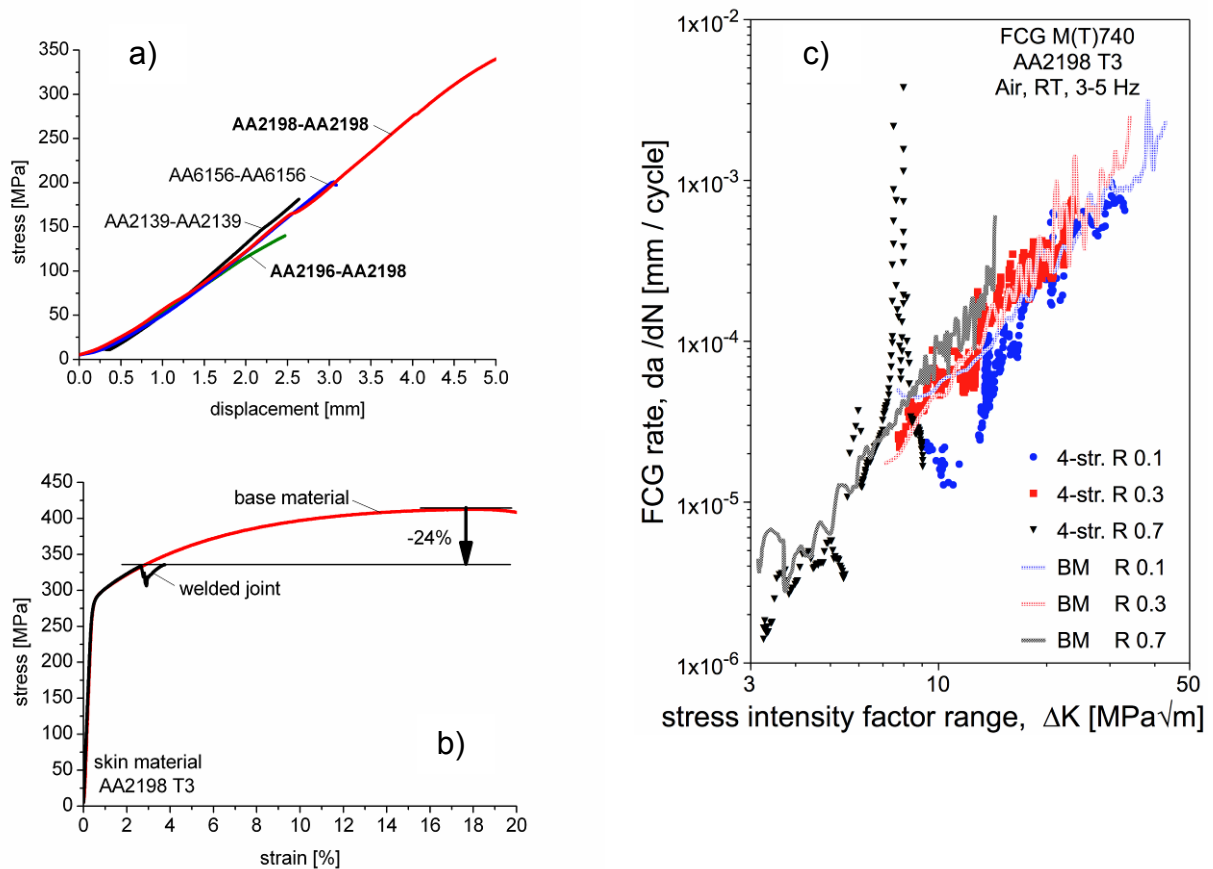 a)
350
300
250
200
150
100
50
0
stress [MPa]
AA2198-AA2198
AA6156-AA6156
AA2139-AA2139
AA2196-AA2198
0.0 0.5 1.0 1.5 2.0 2.5 3.0 3.5 4.0 4.5 5.0
displacement [mm]
b)
450
400
350
300
250
200
150
100
50
0
stress [MPa]
base material
-24%
welded joint
skin material
AA2198 T3
0 2 4 6 8 10 12 14 16 18 20
strain [%]
c)
1x10-2
1x10-3
1x10-4
1x10-5
1x10-6
FCG rate, da /dN [mm / cycle]
FCG M(T)740
AA2198 T3
Air, RT, 3-5 Hz
4-str. R 0.1
4-str. R 0.3
4-str. R 0.7
BM R 0.1
BM R 0.3
BM R 0.7
3 10 50
stress intensity factor range, ΔK [MPa√m]